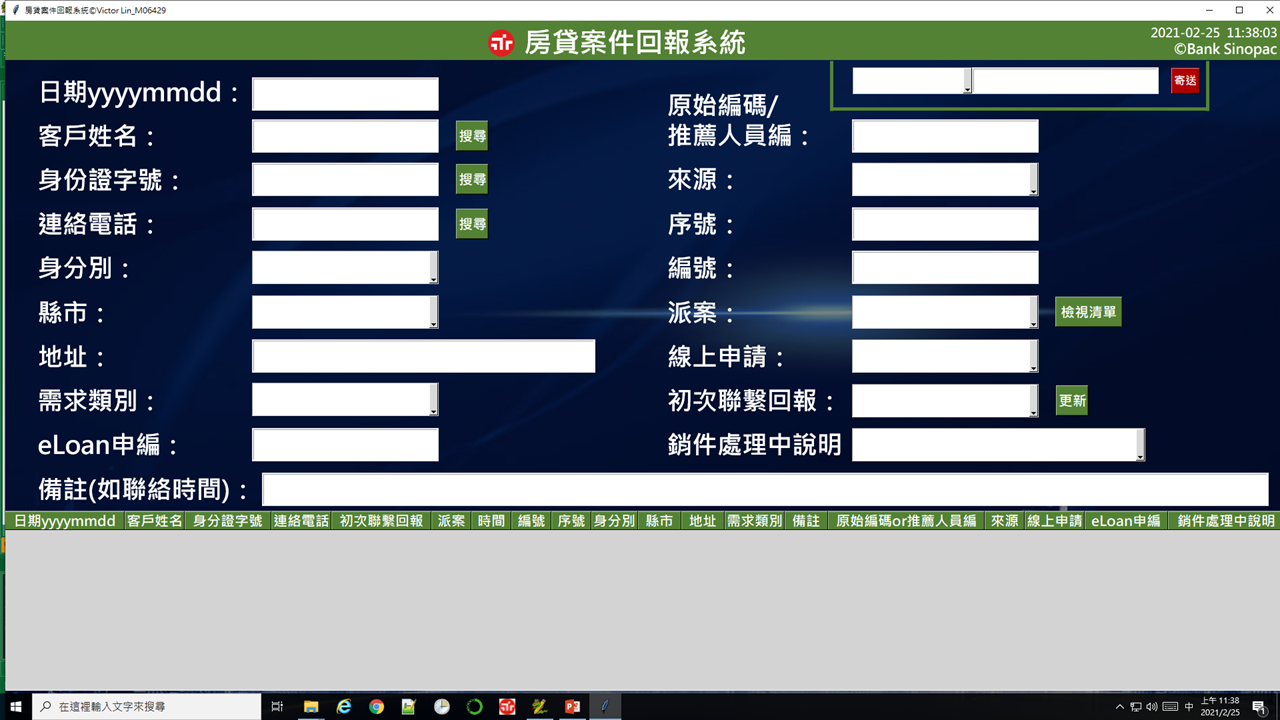 房貸案件回報系統©Victor Lin_M06429
房貸案件回報系統
2021-02-25 11:38:03
©Bank Sinopac
寄送
日期yyyymmdd：
客戶姓名：
搜尋
身份證字號：
搜尋
連絡電話：
搜尋
身分別：
縣市：
地址：
需求類別：
eLoan申編：
原始編碼/
推薦人員編：
來源：
序號：
編號：
派案：
檢視清單
線上申請：
初次聯繫回報：
更新
銷件處理中說明
備註(如聯絡時間)：
日期yyyymmdd 客戶姓名 身分證字號 連絡電話 初次聯繫回報 派案 時間 編號 序號 身分別 縣市 地址 需求類別 備註 原始編碼or推薦人員編 來源 線上申請 eLoan申編 銷件處理中說明
在這裡輸入文字來搜尋
中
上午 11:38
2021/2/25
1